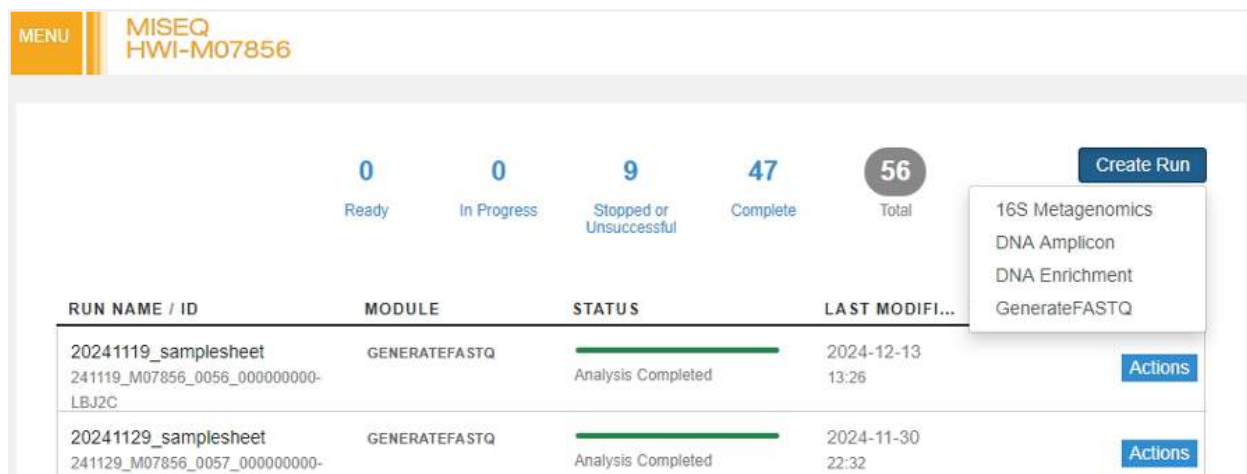 MENU
MISEQ
HWI-M07856
0
0
9
47
56
Create Run
Ready
In Progress
Stopped or
Unsuccessful
Complete
Total
16S Metagenomics
DNA Amplicon
DNA Enrichment
GenerateFASTQ
RUN NAME / ID
MODULE
STATUS
LAST MODIFI...
20241119_samplesheet
241119_M07856_0056_000000000-
LBJ2C
GENERATEFASTQ
Analysis Completed
2024-12-13
13:26
Actions
20241129_samplesheet
241129_M07856_0057_000000000-
GENERATEFASTQ
Analysis Completed
2024-11-30
22:32
Actions